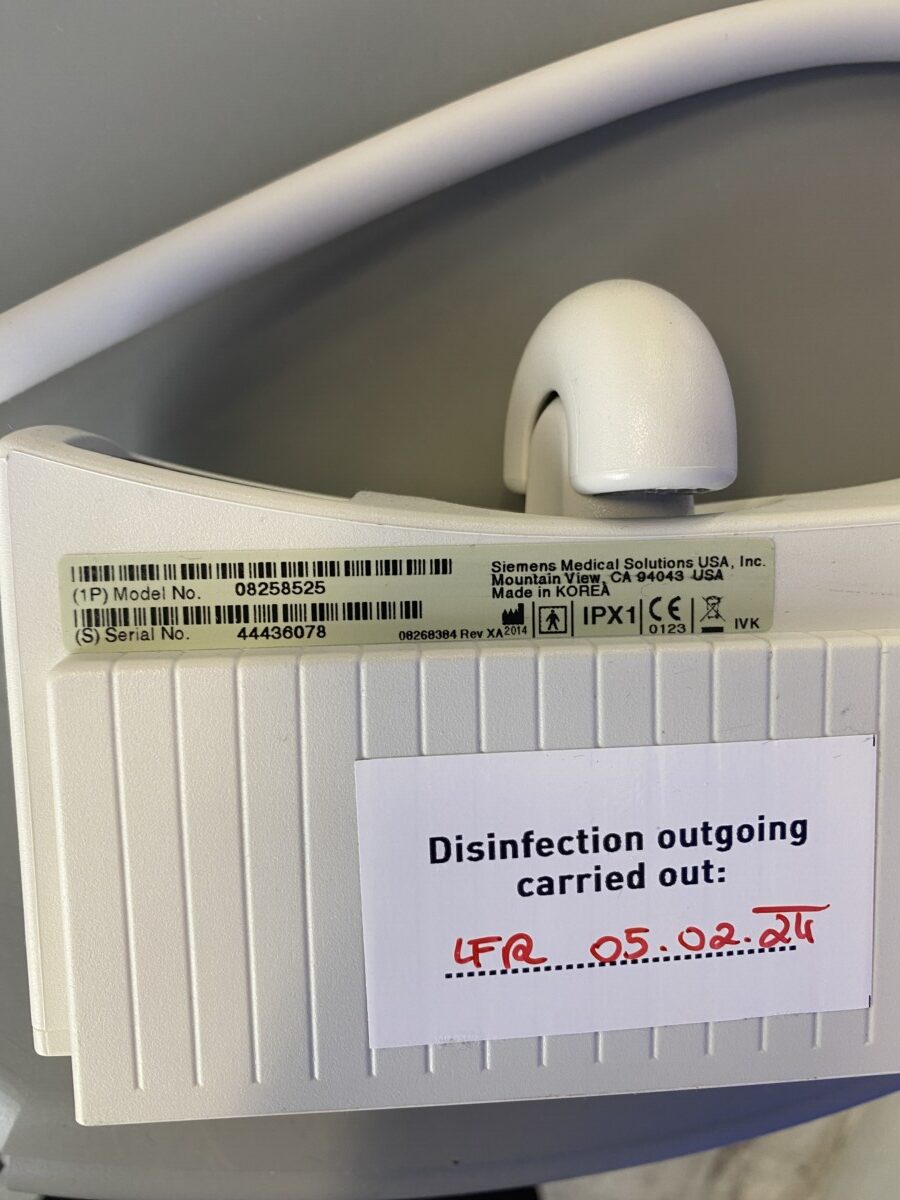 (1P) Model No. 08258525
(S) Serial No. 44436078
08268384 Rev XA
Siemens Medical Solutions USA, Inc.
Mountain View, CA 94043 USA
Made in KOREA
2014
IPX1
CE
0123
IVK
Disinfection outgoing
carried out:
LFR 05.02.24